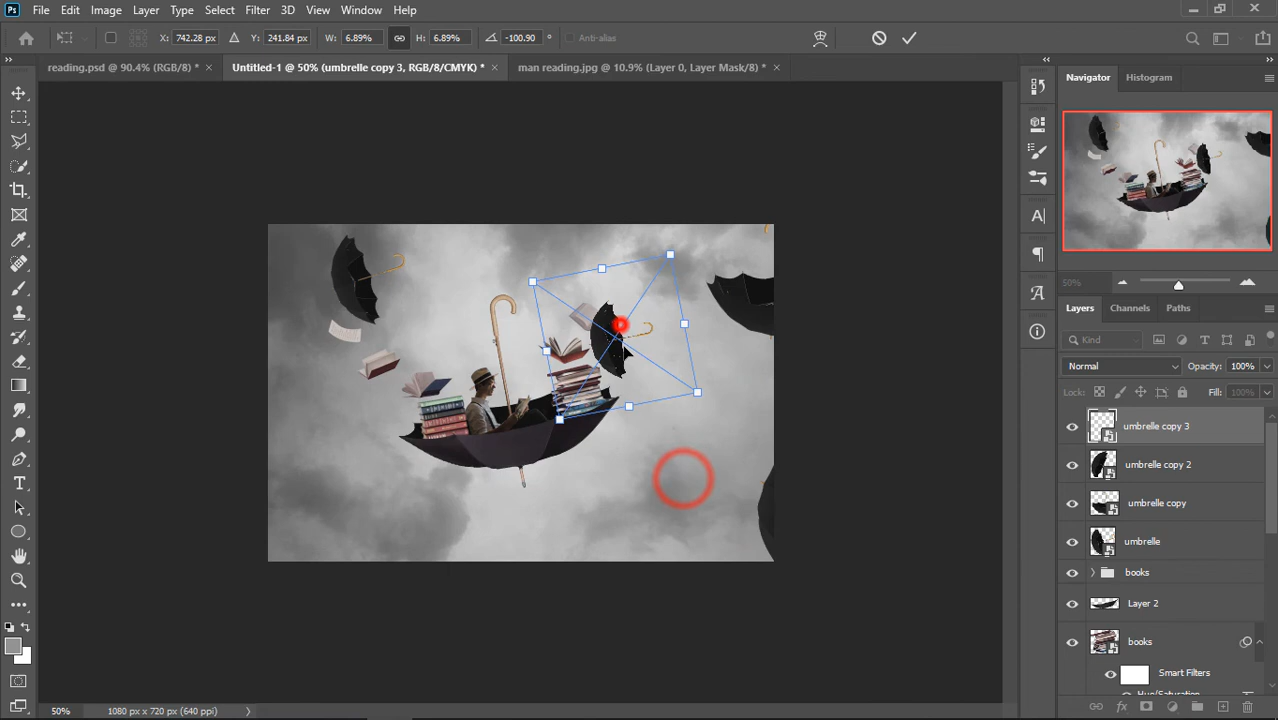 Ps File Edit Image Layer Type Select Filter 3D View Window Help
X: 742.28 px Y: 241.84 px W: 6.89% H: 6.89% -100.90 ° Anti-alias
reading.psd @ 90.4% (RGB/8) * × Untitled-1 @ 50% (umbrelle copy 3, RGB/8/CMYK) * × man reading.jpg @ 10.9% (Layer 0, Layer Mask/8) * ×
Navigator Histogram
50%
Layers Channels Paths
Kind
Normal Opacity: 100%
Lock: Fill: 100%
umbrelle copy 3
umbrelle copy 2
umbrelle copy
umbrelle
books
Layer 2
books
Smart Filters
Hue/Saturation
50% 1080 px x 720 px (640 ppi)